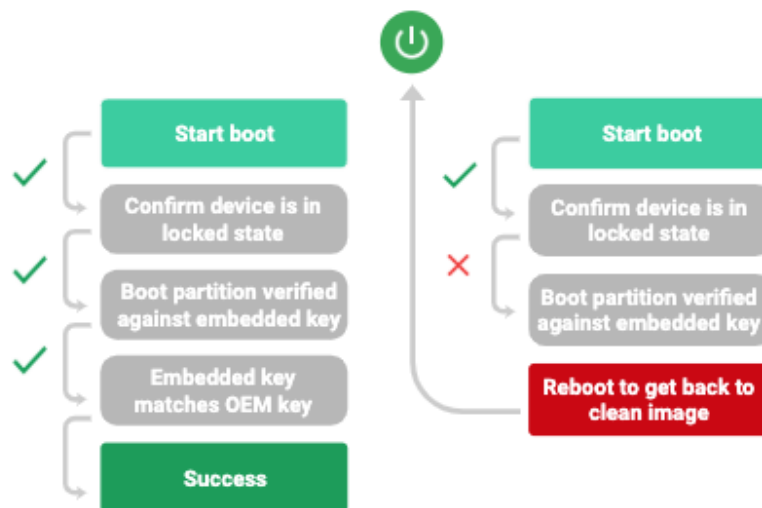 Start boot
Confirm device is in
locked state
Boot partition verified
against embedded key
Embedded key
matches OEM key
Success
Start boot
Confirm device is in
locked state
Boot partition verified
against embedded key
Reboot to get back to
clean image